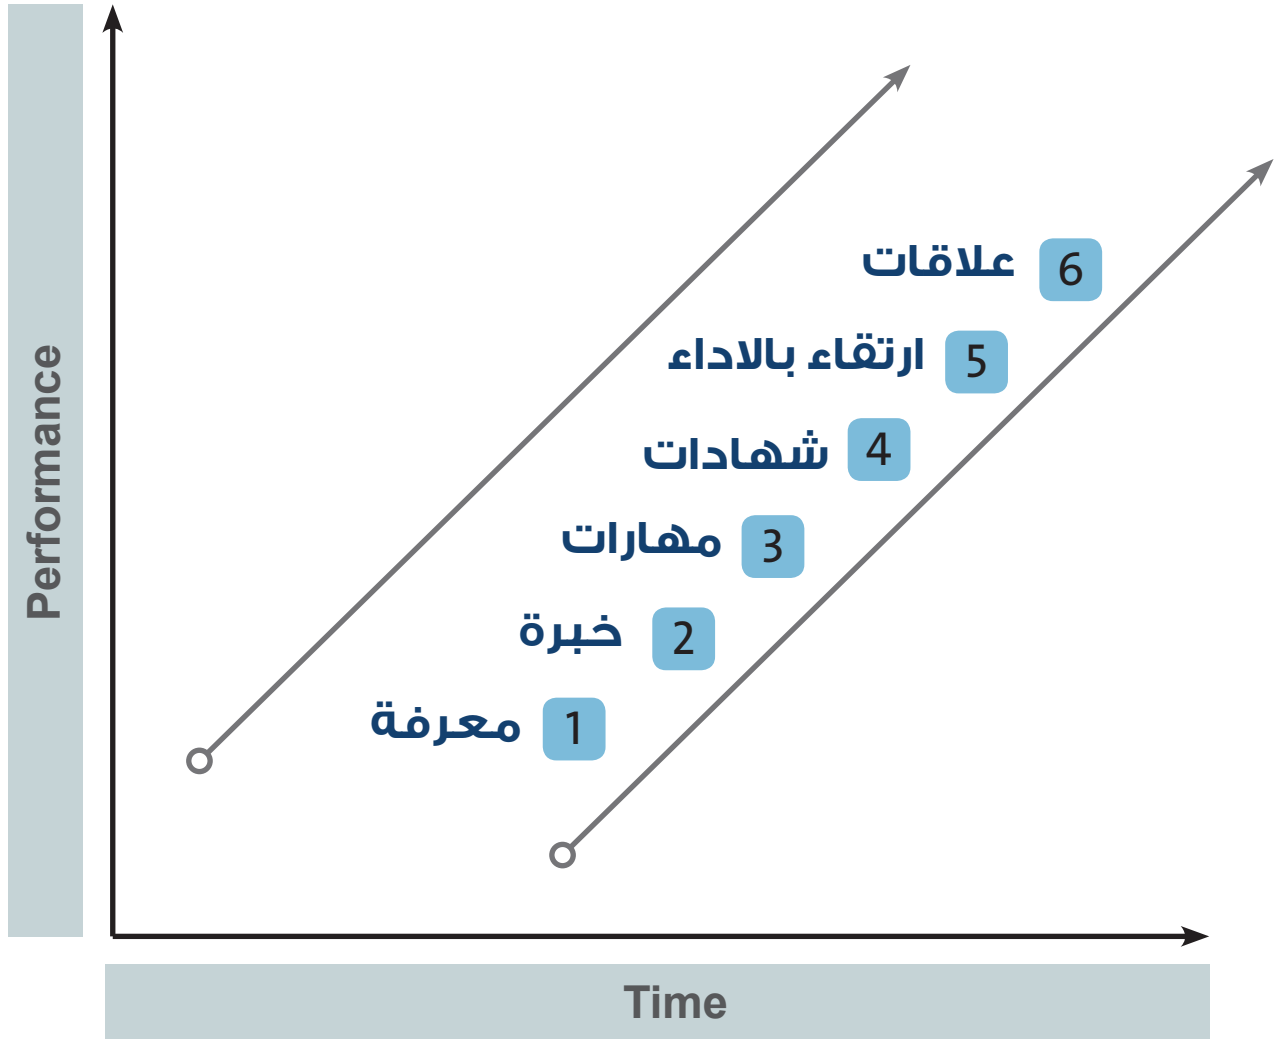 Performance
علاقات 6
ارتقاء بالاداء 5
شهادات 4
مهارات 3
خبرة 2
معرفة 1
Time